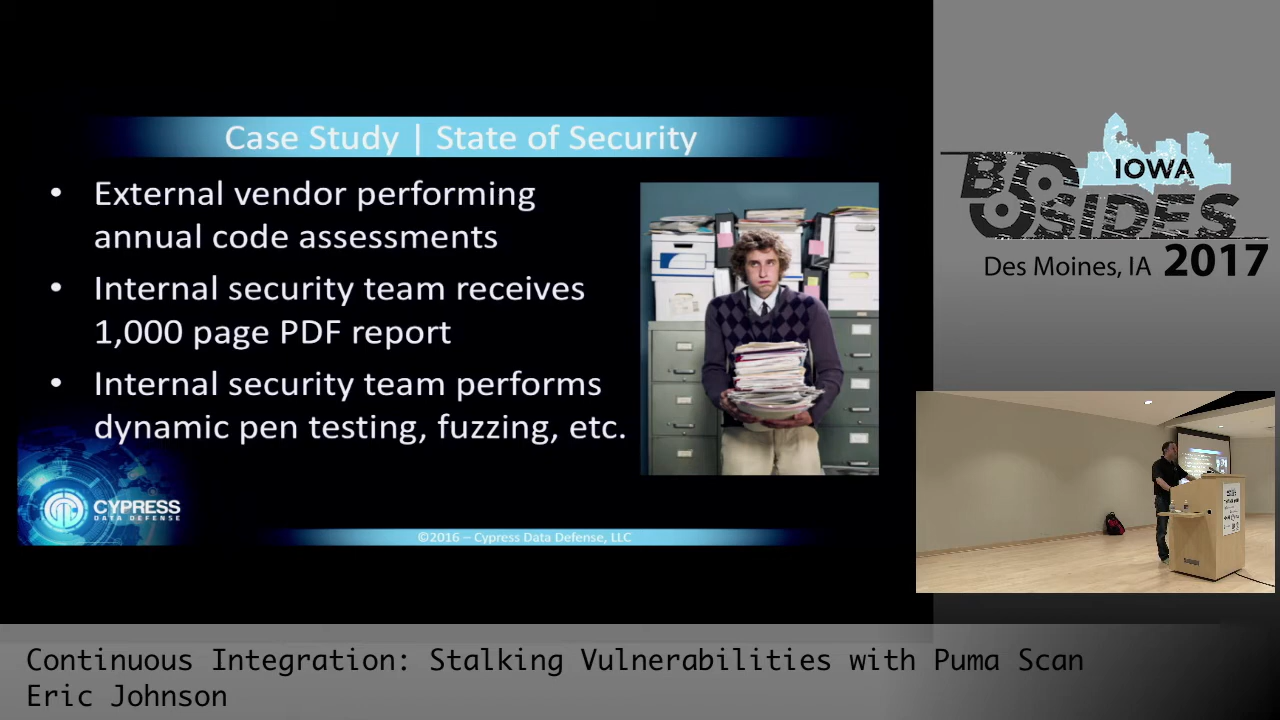 Case Study | State of Security
• External vendor performing
annual code assessments
• Internal security team receives
1,000 page PDF report
• Internal security team performs
dynamic pen testing, fuzzing, etc.
CYPRESS
DATA DEFENSE
©2016 – Cypress Data Defense, LLC
IOWA
BSIDES
Des Moines, IA 2017
Continuous Integration: Stalking Vulnerabilities with Puma Scan
Eric Johnson